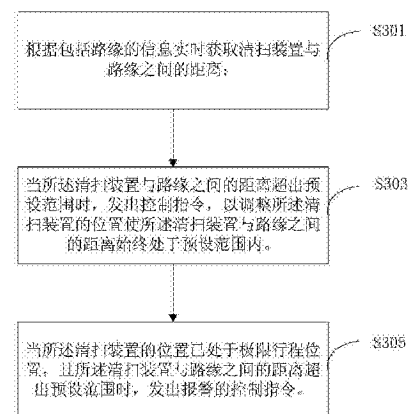 根据包括路缘的信息实时获取清扫装置与
路缘之间的距离；
S301
当所述清扫装置与路缘之间的距离超出预
设范围时，发出控制指令，以调整所述清
扫装置的位置使所述清扫装置与路缘之间
的距离始终处于预设范围内。
S303
当所述清扫装置的位置已处于极限行程位
置，且所述清扫装置与路缘之间的距离超
出预设范围时，发出报警的控制指令。
S305